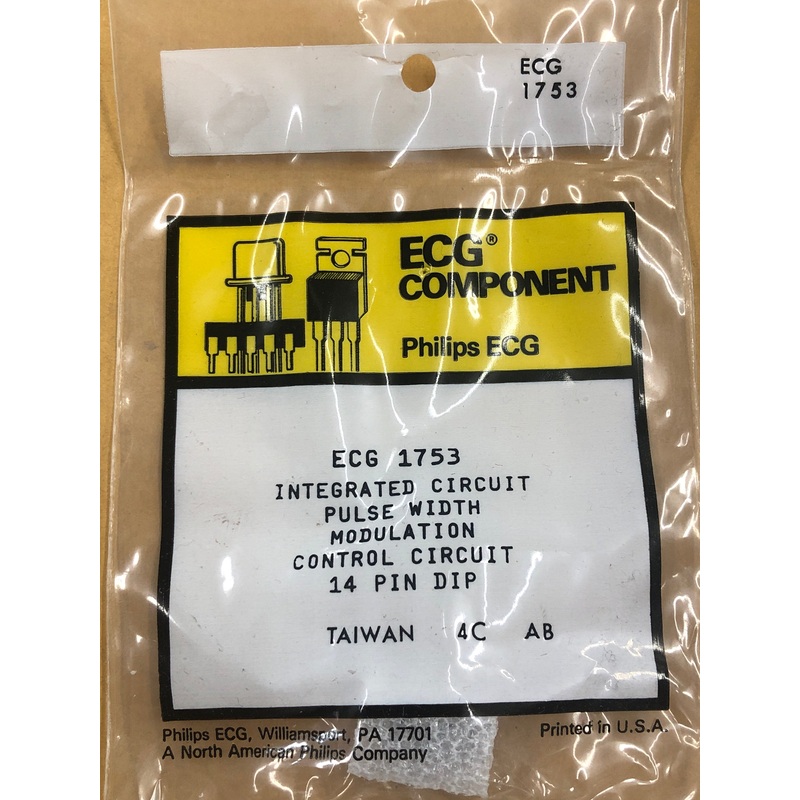 ECG
1753
ECG®
COMPONENT
Philips ECG
ECG 1753
INTEGRATED CIRCUIT
PULSE WIDTH
MODULATION
CONTROL CIRCUIT
14 PIN DIP
TAIWAN 4C AB
Philips ECG, Williamsport, PA 17701 Printed in U.S.A.
A North American Philips Company